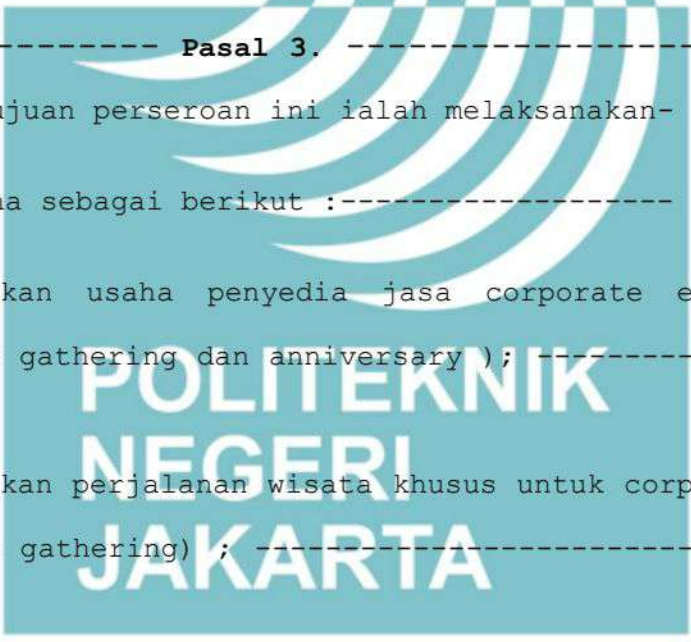 -------- Pasal 3. -----------------
ujuan perseroan ini ialah melaksanakan-
a sebagai berikut :------------------
kan usaha penyedia jasa corporate e
gathering dan anniversary ); ---------
POLITEKNIK
NEGERI
kan perjalanan wisata khusus untuk corp
gathering) ; ------------------------
JAKARTA